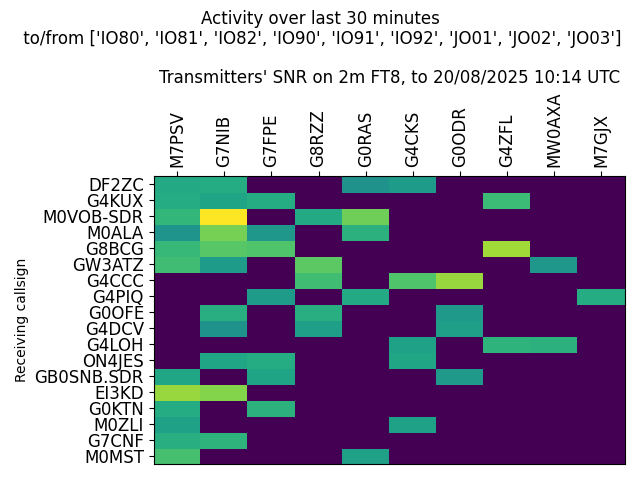 Activity over last 30 minutes
to/from ['IO80', 'IO81', 'IO82', 'IO90', 'IO91', 'IO92', 'JO01', 'JO02', 'JO03']
Transmitters' SNR on 2m FT8, to 20/08/2025 10:14 UTC
M7PSV
G7NIB
G7FPE
G8RZZ
G0RAS
G4CKS
G0ODR
G4ZFL
MW0AXA
M7GJX
Receiving callsign
DF2ZC
G4KUX
M0VOB-SDR
M0ALA
G8BCG
GW3ATZ
G4CCC
G4PIQ
G0OFE
G4DCV
G4LOH
ON4JES
GB0SNB.SDR
EI3KD
G0KTN
M0ZLI
G7CNF
M0MST